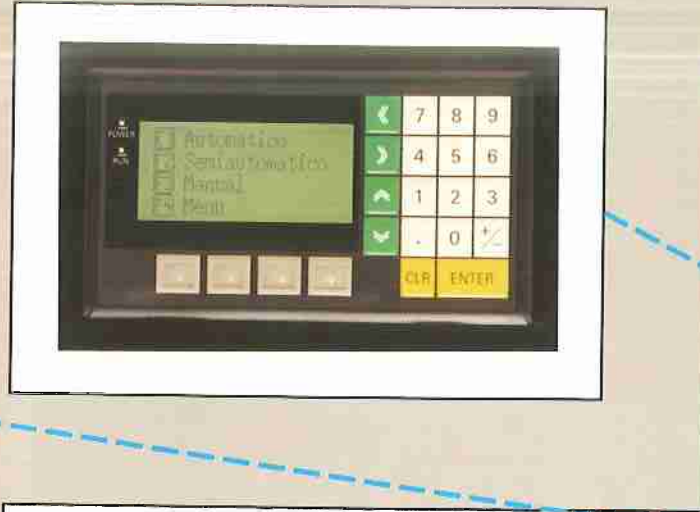 POWER
RUN
Automatico
Semiautomatico
Manual
Menu
7 8 9
4 5 6
1 2 3
. 0 +/-
CLR ENTER